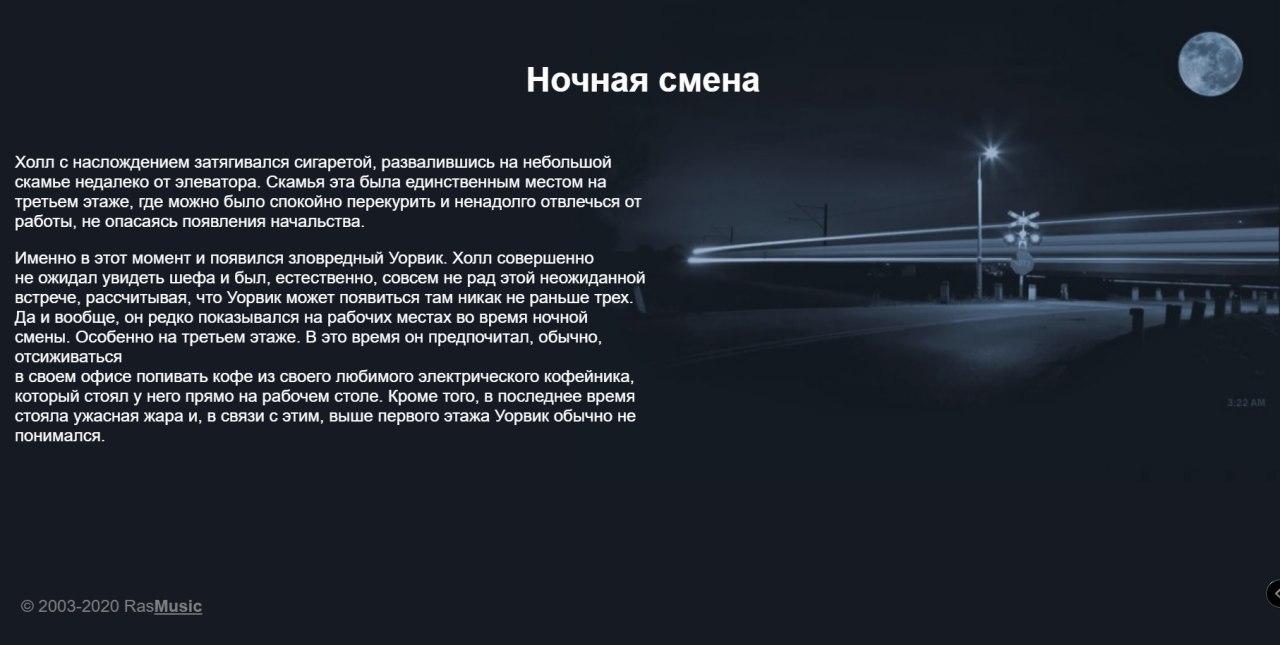 Ночная смена
Холл с наслождением затягивался сигаретой, развалившись на небольшой
скамье недалеко от элеватора. Скамья эта была единственным местом на
третьем этаже, где можно было спокойно перекурить и ненадолго отвлечься от
работы, не опасаясь появления начальства.
Именно в этот момент и появился зловредный Уорвик. Холл совершенно
не ожидал увидеть шефа и был, естественно, совсем не рад этой неожиданной
встрече, рассчитывая, что Уорвик может появиться там никак не раньше трех.
Да и вообще, он редко показывался на рабочих местах во время ночной
смены. Особенно на третьем этаже. В это время он предпочитал, обычно,
отсиживаться
в своем офисе попивать кофе из своего любимого электрического кофейника,
который стоял у него прямо на рабочем столе. Кроме того, в последнее время
стояла ужасная жара и, в связи с этим, выше первого этажа Уорвик обычно не
понимался.
3:22 AM
© 2003-2020 RasMusic